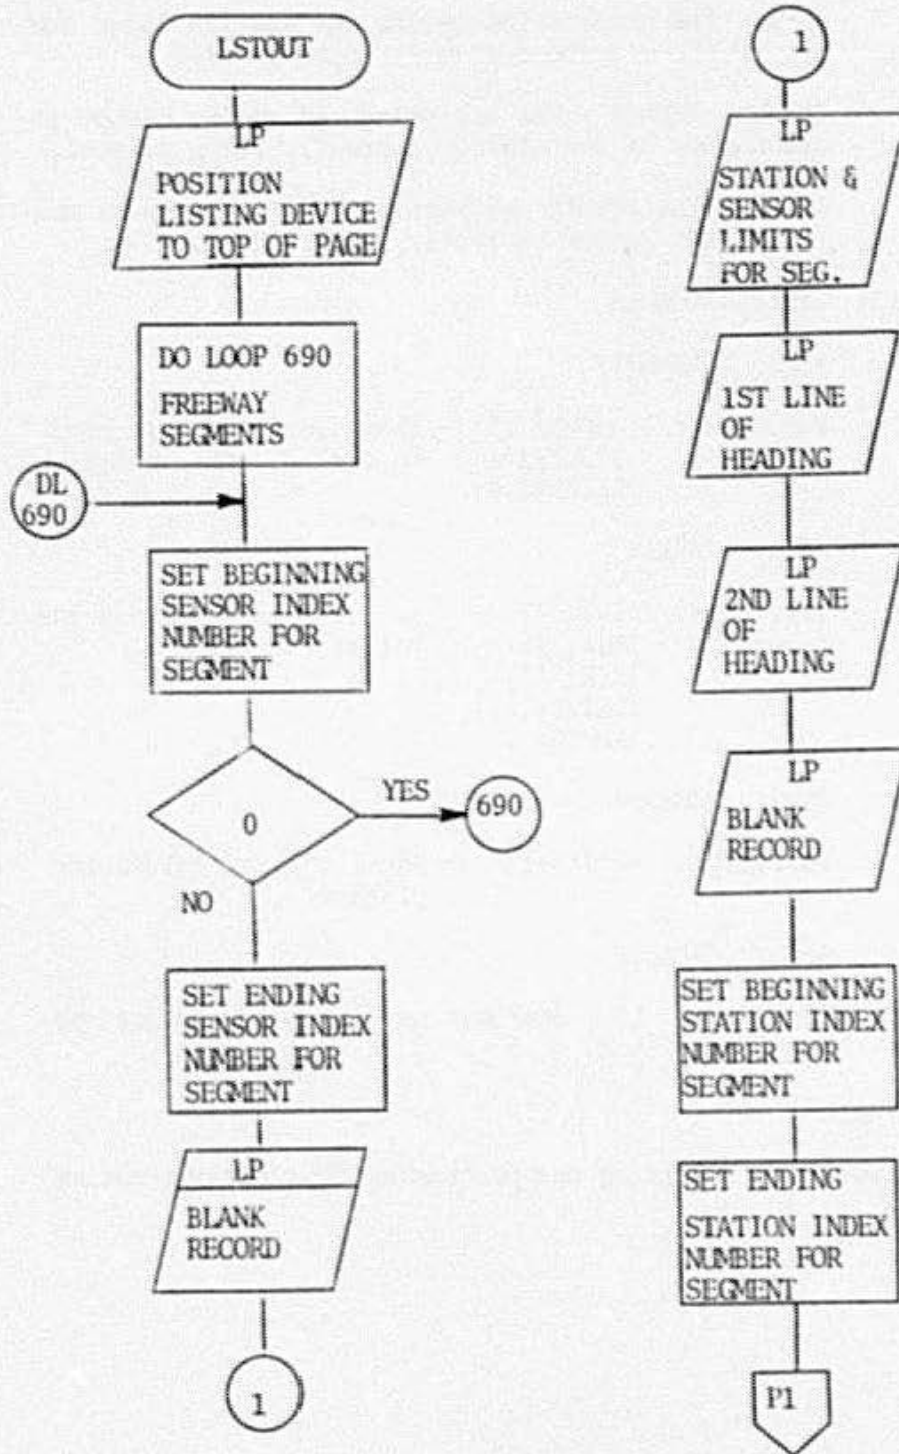 LSTOUT
LP
POSITION
LISTING DEVICE
TO TOP OF PAGE
DO LOOP 690
FREEWAY
SEGMENTS
DL
690
SET BEGINNING
SENSOR INDEX
NUMBER FOR
SEGMENT
0
YES
690
NO
SET ENDING
SENSOR INDEX
NUMBER FOR
SEGMENT
LP
BLANK
RECORD
1
1
LP
STATION &
SENSOR
LIMITS
FOR SEG.
LP
1ST LINE
OF
HEADING
LP
2ND LINE
OF
HEADING
LP
BLANK
RECORD
SET BEGINNING
STATION INDEX
NUMBER FOR
SEGMENT
SET ENDING
STATION INDEX
NUMBER FOR
SEGMENT
P1